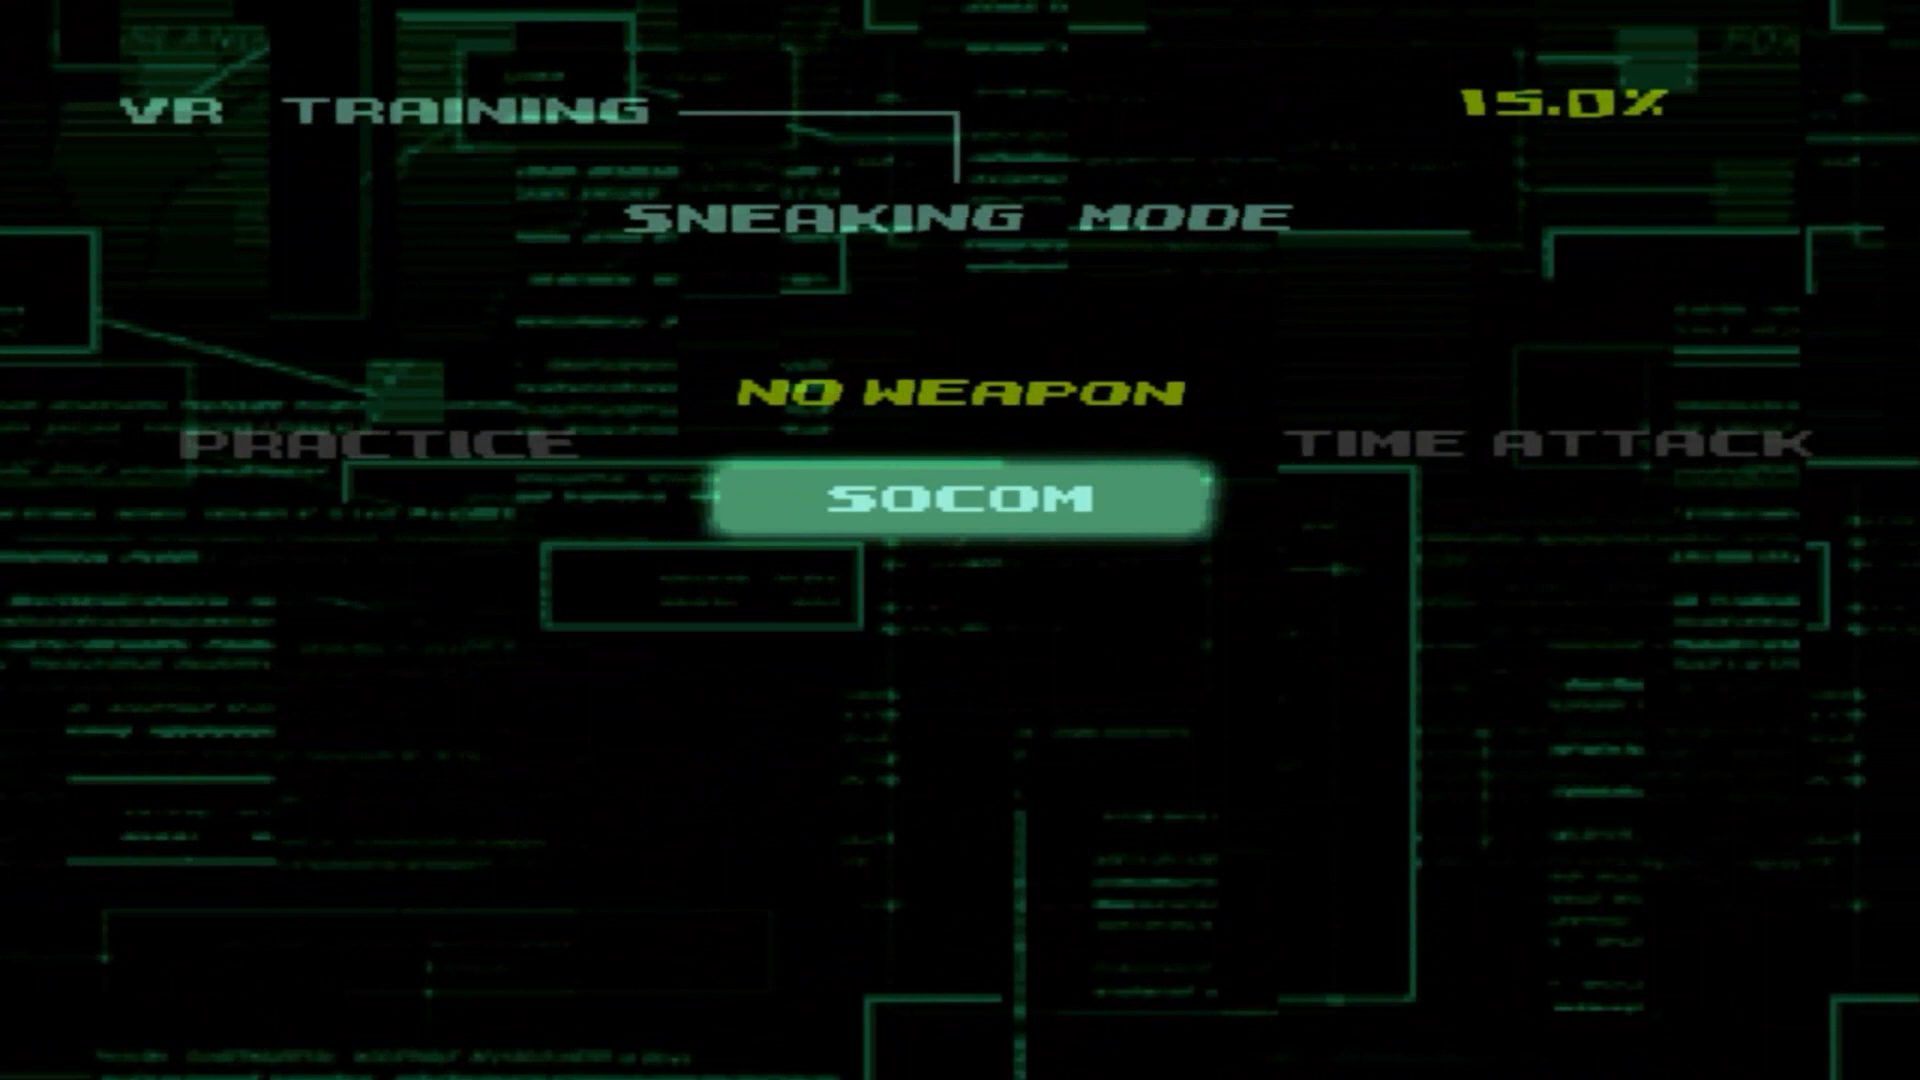 VR TRAINING
15.0%
SNEAKING MODE
NO WEAPON
PRACTICE
TIME ATTACK
SOCOM